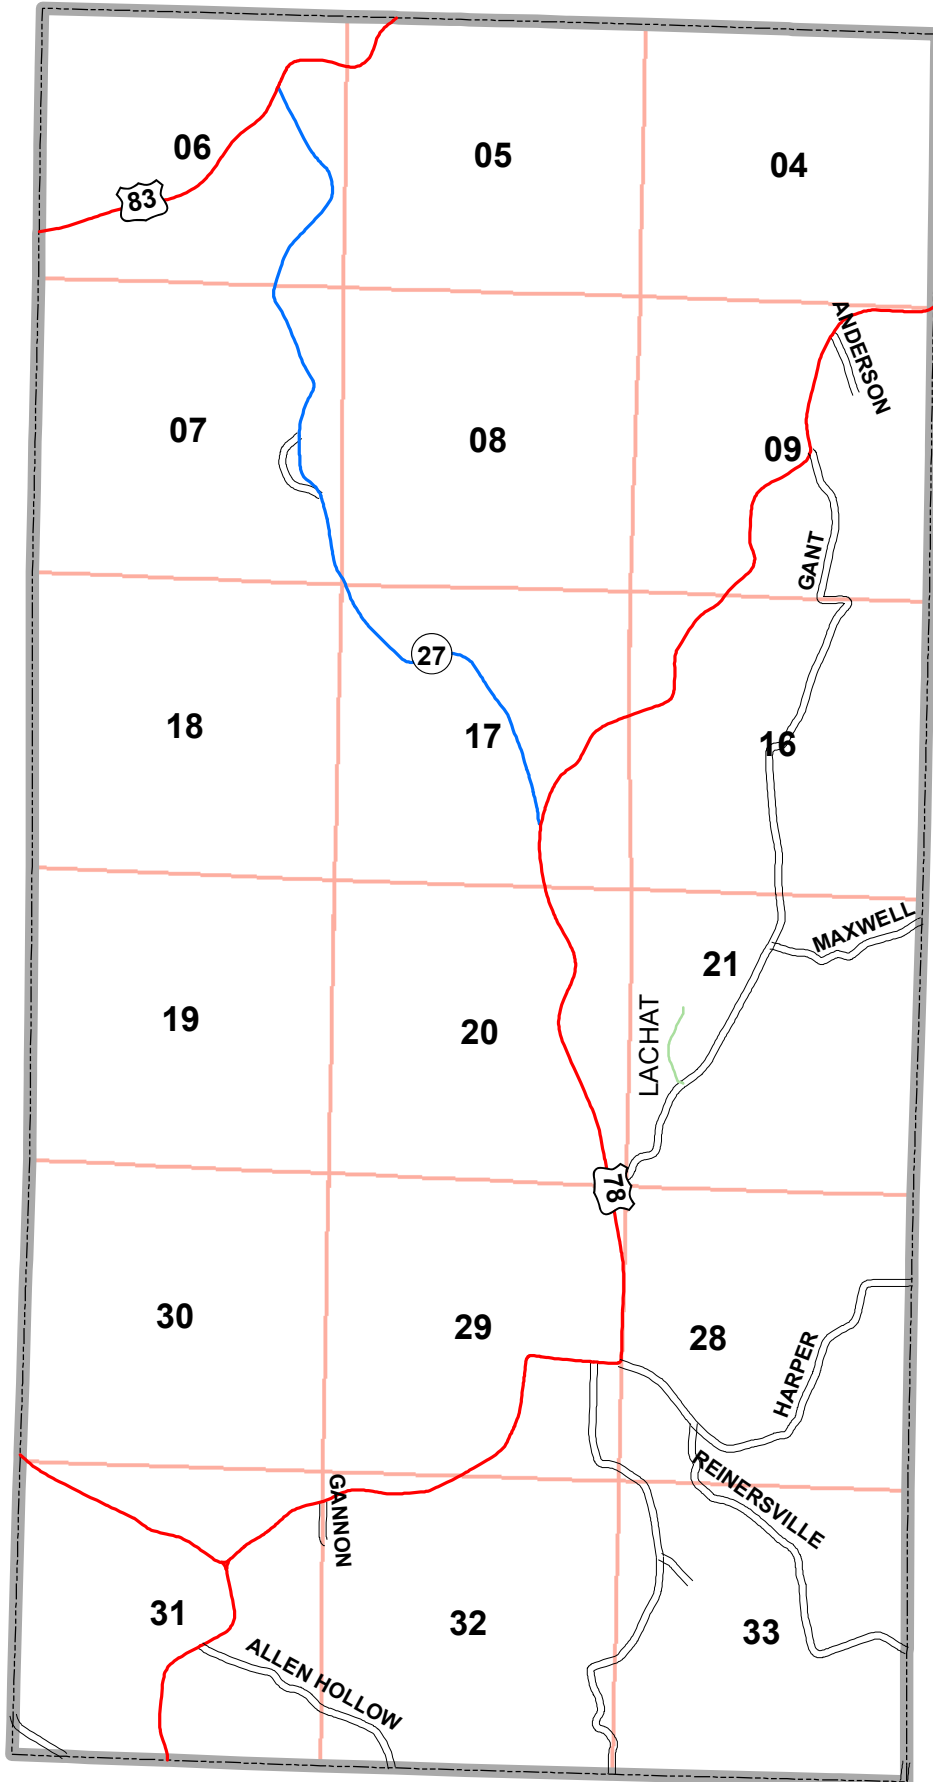 06
05
04
83
ANDERSON
07
08
09
GANT
27
18
17
16
MAXWELL
21
19
20
LACHAT
78
30
29
28
HARPER
REINERSVILLE
GANNON
31
32
33
ALLEN HOLLOW